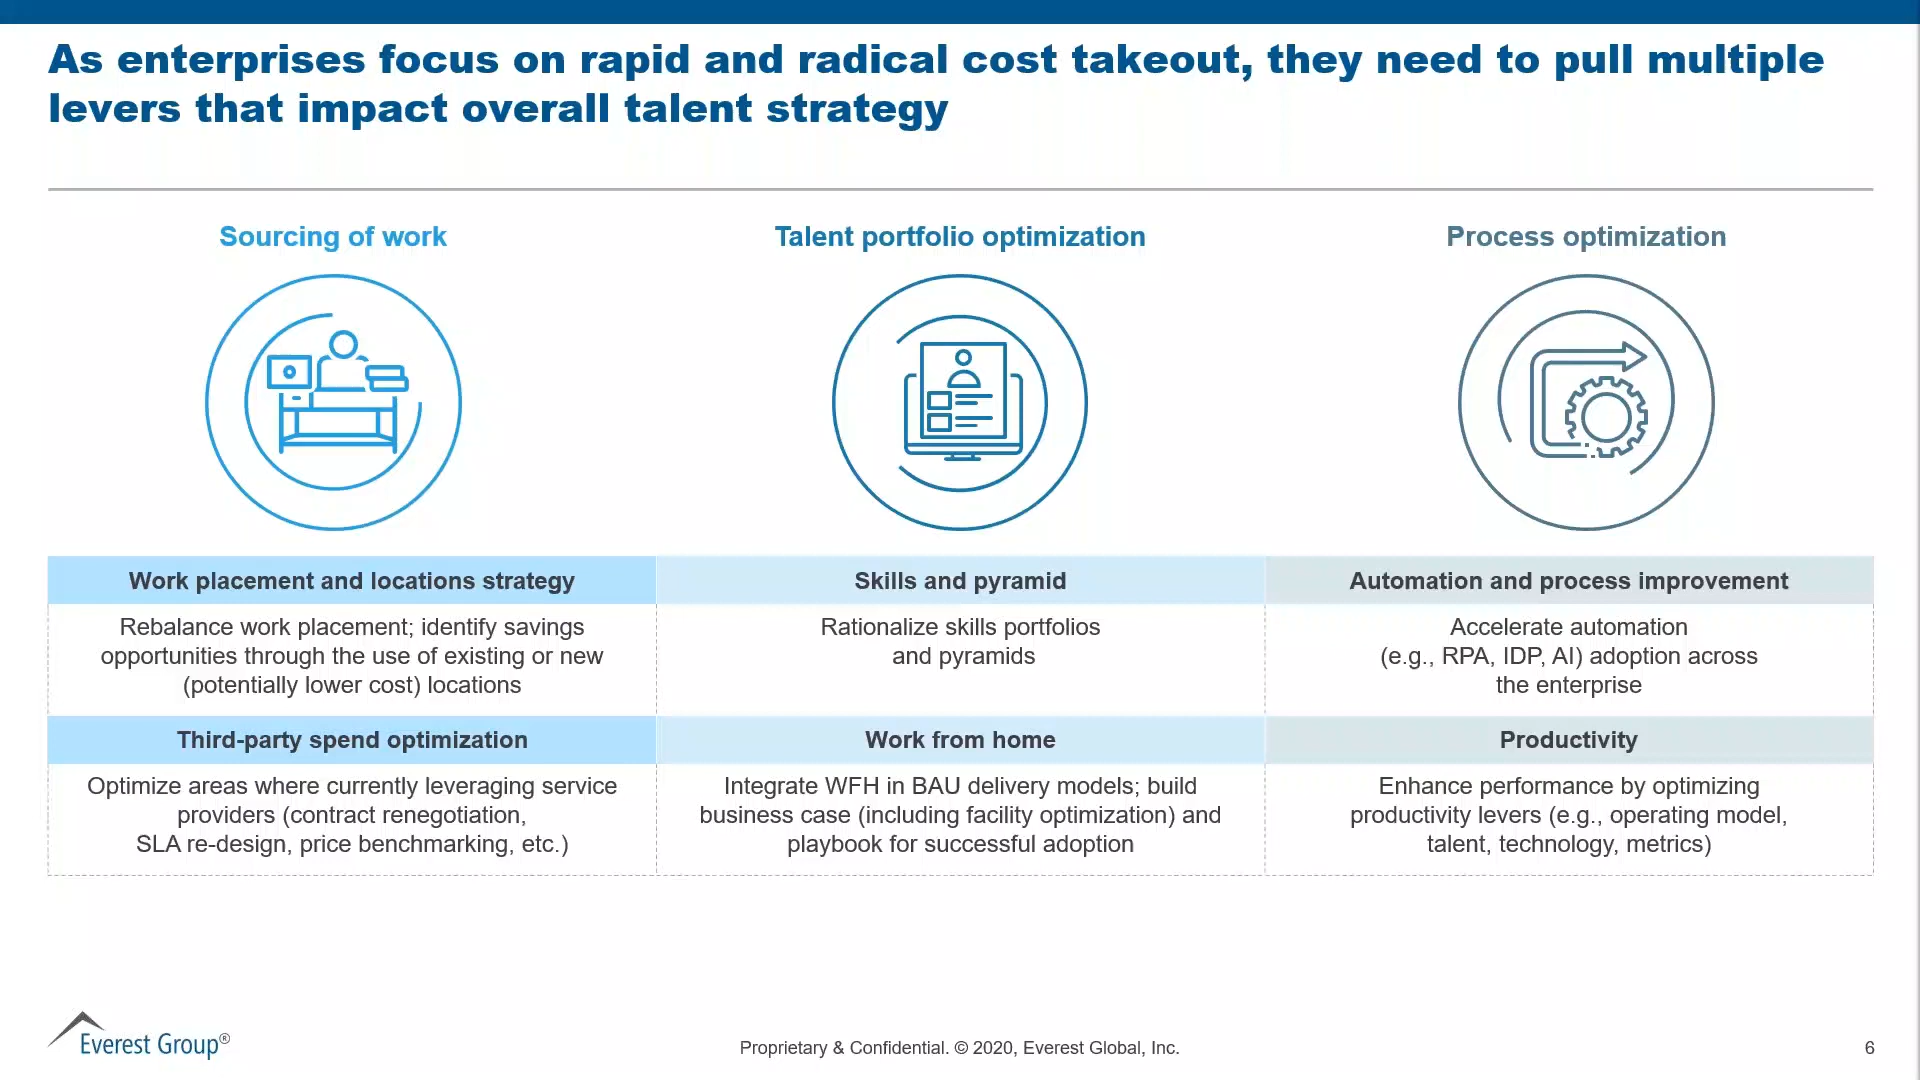 As enterprises focus on rapid and radical cost takeout, they need to pull multiple
levers that impact overall talent strategy
Sourcing of work
Talent portfolio optimization
Process optimization
Work placement and locations strategy
Skills and pyramid
Automation and process improvement
Rebalance work placement; identify savings
opportunities through the use of existing or new
(potentially lower cost) locations
Rationalize skills portfolios
and pyramids
Accelerate automation
(e.g., RPA, IDP, AI) adoption across
the enterprise
Third-party spend optimization
Work from home
Productivity
Optimize areas where currently leveraging service
providers (contract renegotiation,
SLA re-design, price benchmarking, etc.)
Integrate WFH in BAU delivery models; build
business case (including facility optimization) and
playbook for successful adoption
Enhance performance by optimizing
productivity levers (e.g., operating model,
talent, technology, metrics)
Everest Group®
Proprietary & Confidential. © 2020, Everest Global, Inc.
6